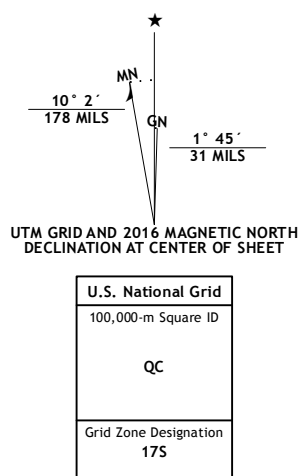 MN
10° 2´
178 MILS
GN
1° 45´
31 MILS
UTM GRID AND 2016 MAGNETIC NORTH
DECLINATION AT CENTER OF SHEET
U.S. National Grid
100,000-m Square ID
QC
Grid Zone Designation
17S